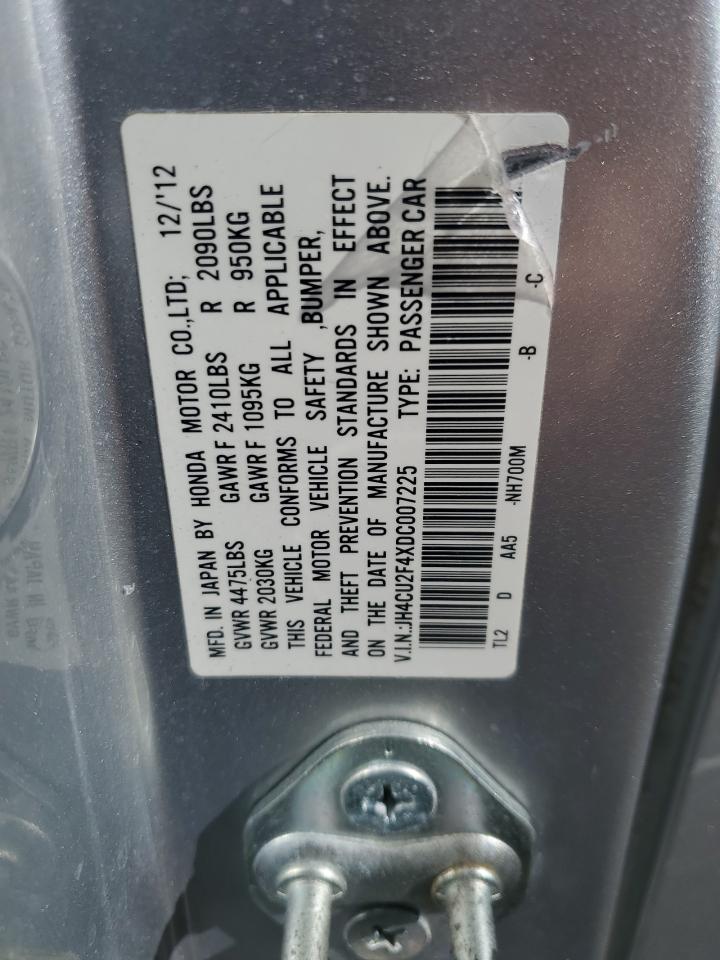 MFD. IN JAPAN BY HONDA MOTOR CO.,LTD; 12/'12
GVWR 4475LBS GAWR F 2410LBS R 2090LBS
GVWR 2030KG GAWR F 1095KG R 950KG
THIS VEHICLE CONFORMS TO ALL APPLICABLE
FEDERAL MOTOR VEHICLE SAFETY ,BUMPER,
AND THEFT PREVENTION STANDARDS IN EFFECT
ON THE DATE OF MANUFACTURE SHOWN ABOVE.
V.I.N.:JH4CU2F4XDC007225 TYPE: PASSENGER CAR
TL2 D AA5 -NH700M -B -C